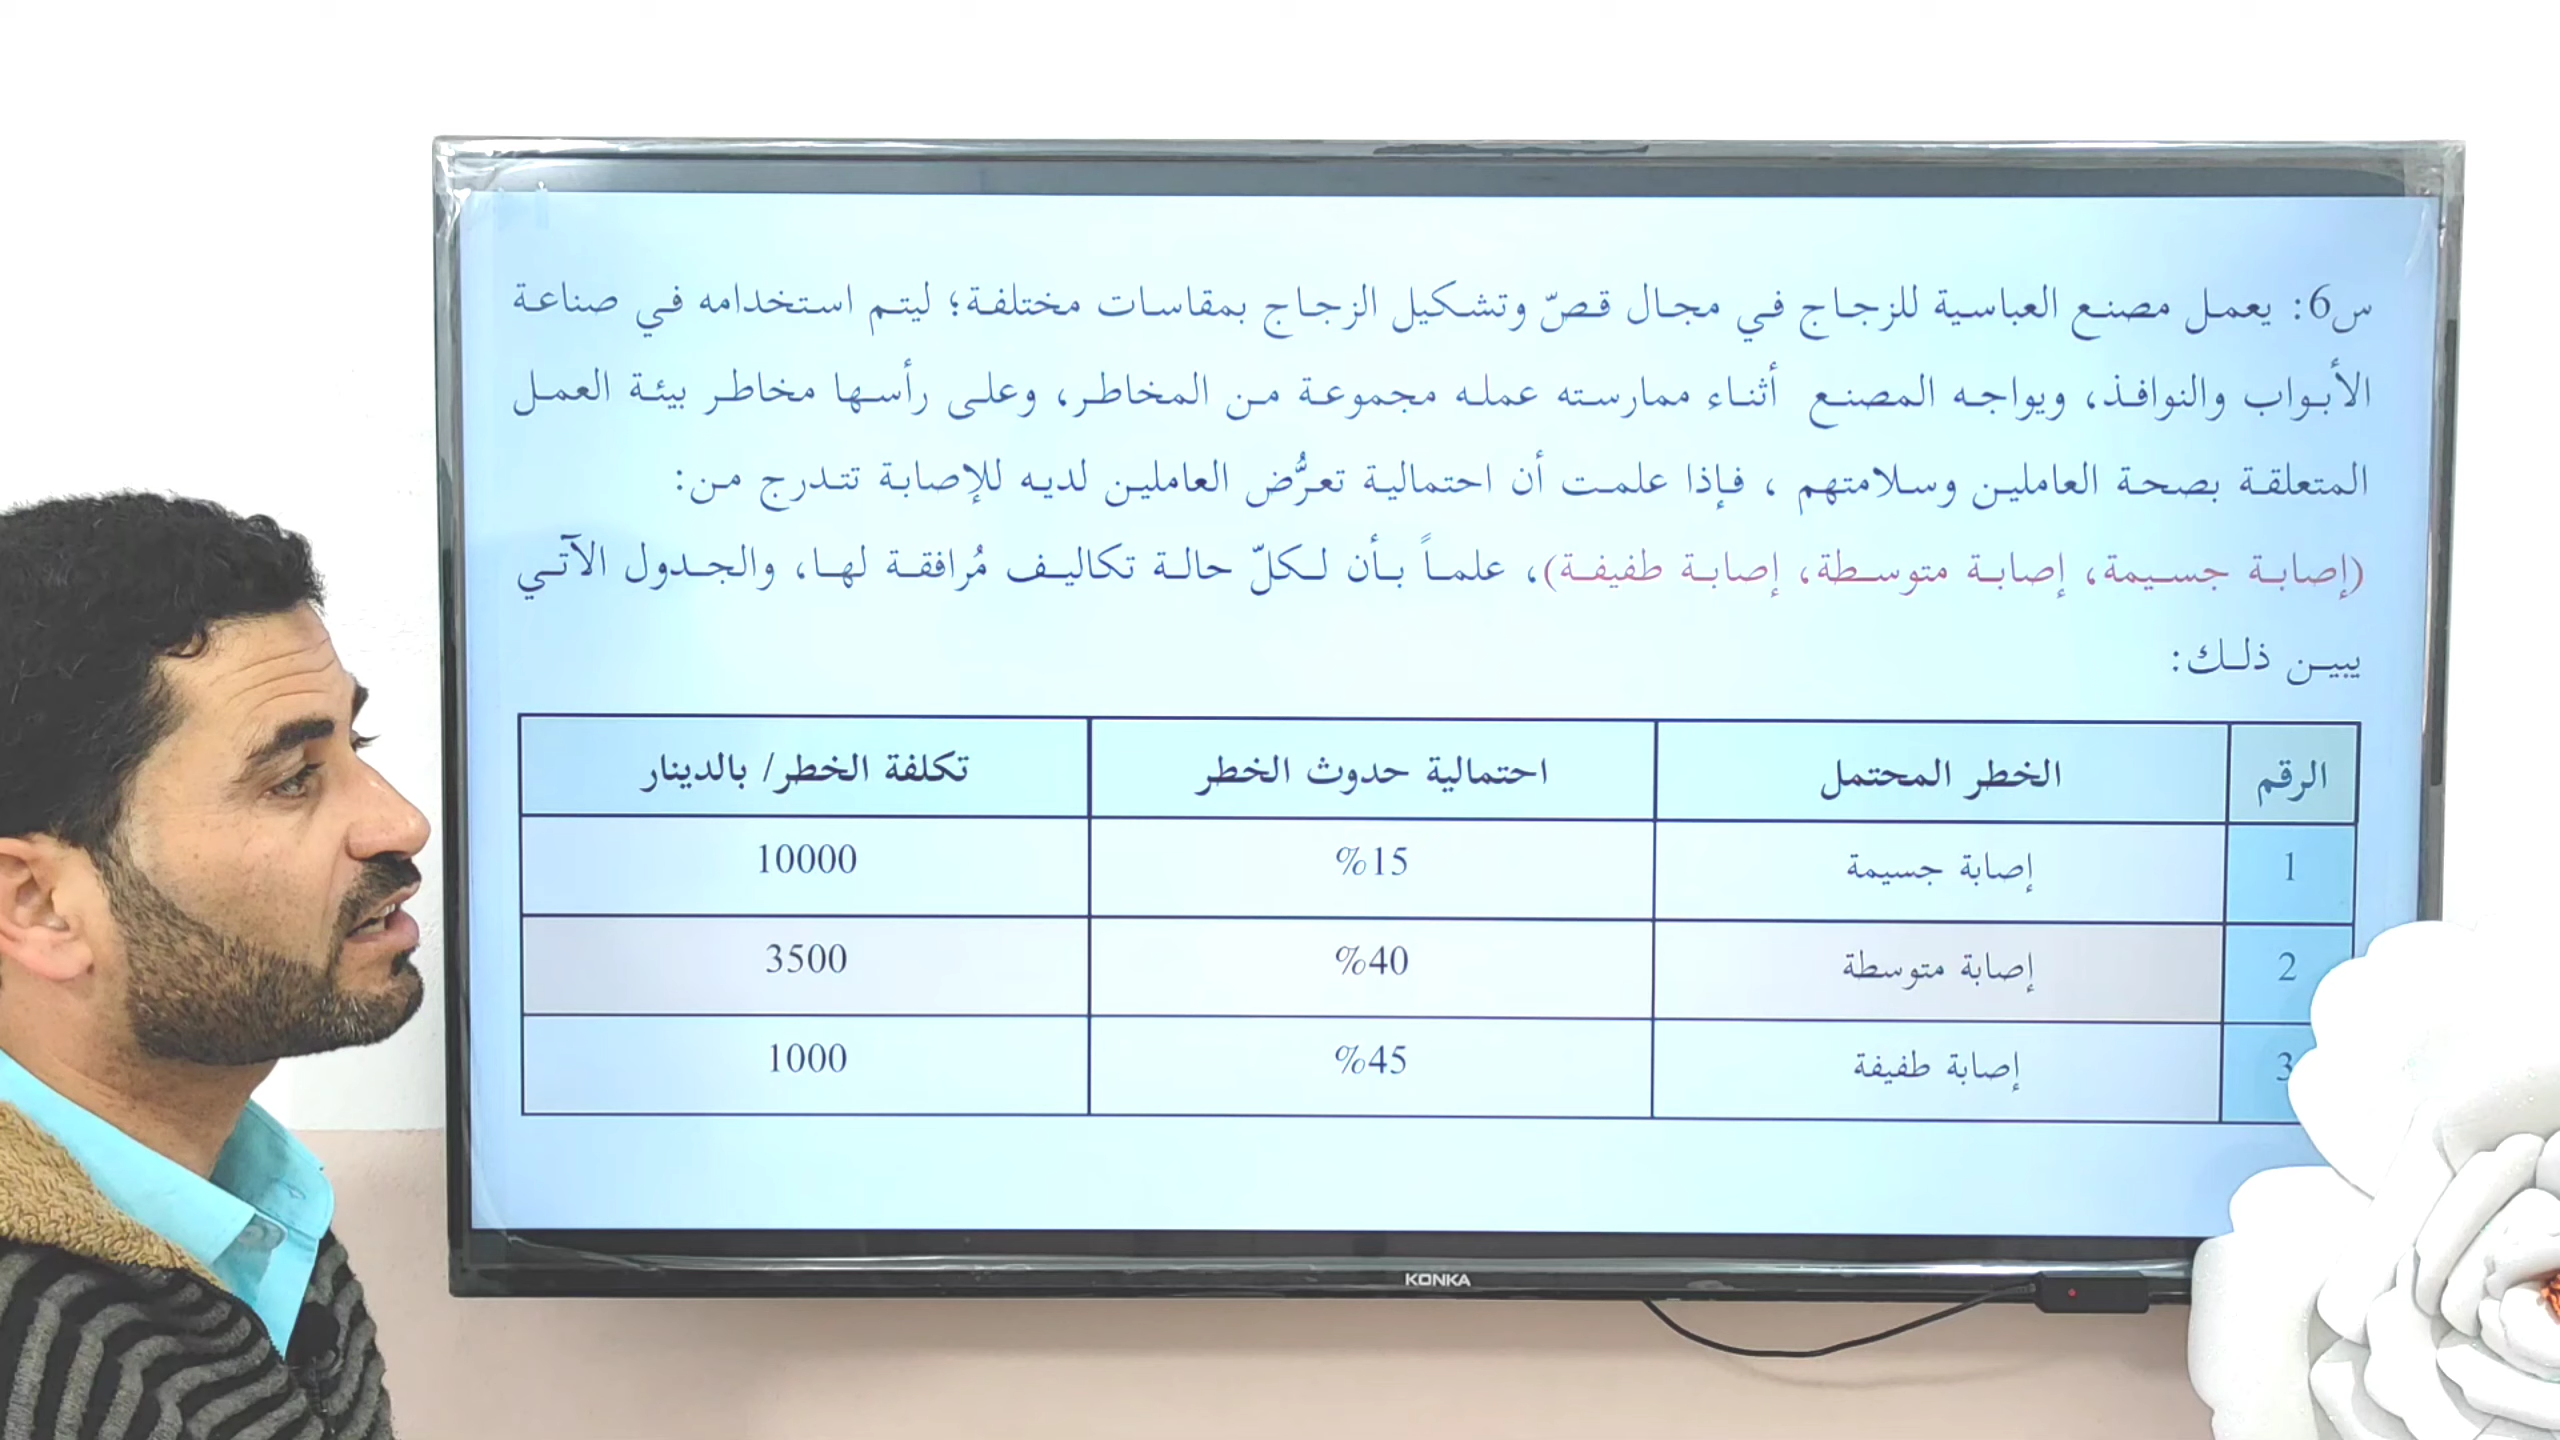 س6: يعمل مصنع العباسية للزجاج في مجال قصّ وتشكيل الزجاج بمقاسات مختلفة؛ ليتم استخدامه في صناعة
الأبواب والنوافذ، ويواجه المصنع أثناء ممارسته عمله مجموعة من المخاطر، وعلى رأسها مخاطر بيئة العمل
المتعلقة بصحة العاملين وسلامتهم ، فإذا علمت أن احتمالية تعرُّض العاملين لديه للإصابة تتدرج من:
(إصابة جسيمة، إصابة متوسطة، إصابة طفيفة)، علماً بأن لكلّ حالة تكاليف مُرافقة لها، والجدول الآتي
يبين ذلك:
الرقم الخطر المحتمل احتمالية حدوث الخطر تكلفة الخطر/ بالدينار
1 إصابة جسيمة %15 10000
2 إصابة متوسطة %40 3500
3 إصابة طفيفة %45 1000
KONKA